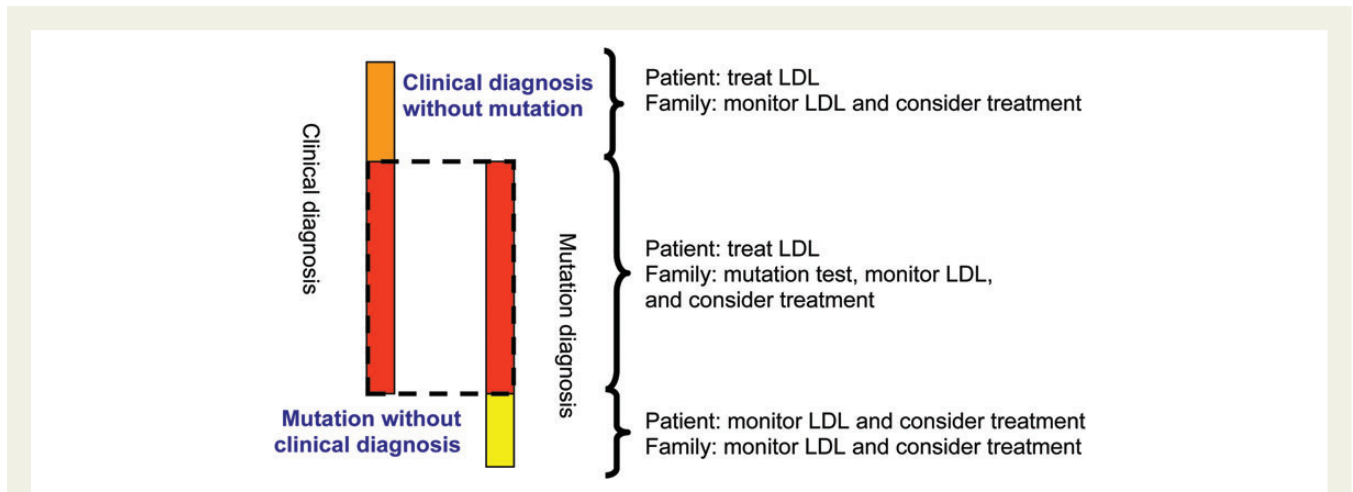 Clinical diagnosis
without mutation
Patient: treat LDL
Family: monitor LDL and consider treatment
Clinical diagnosis
Mutation diagnosis
Patient: treat LDL
Family: mutation test, monitor LDL,
and consider treatment
Mutation without
clinical diagnosis
Patient: monitor LDL and consider treatment
Family: monitor LDL and consider treatment